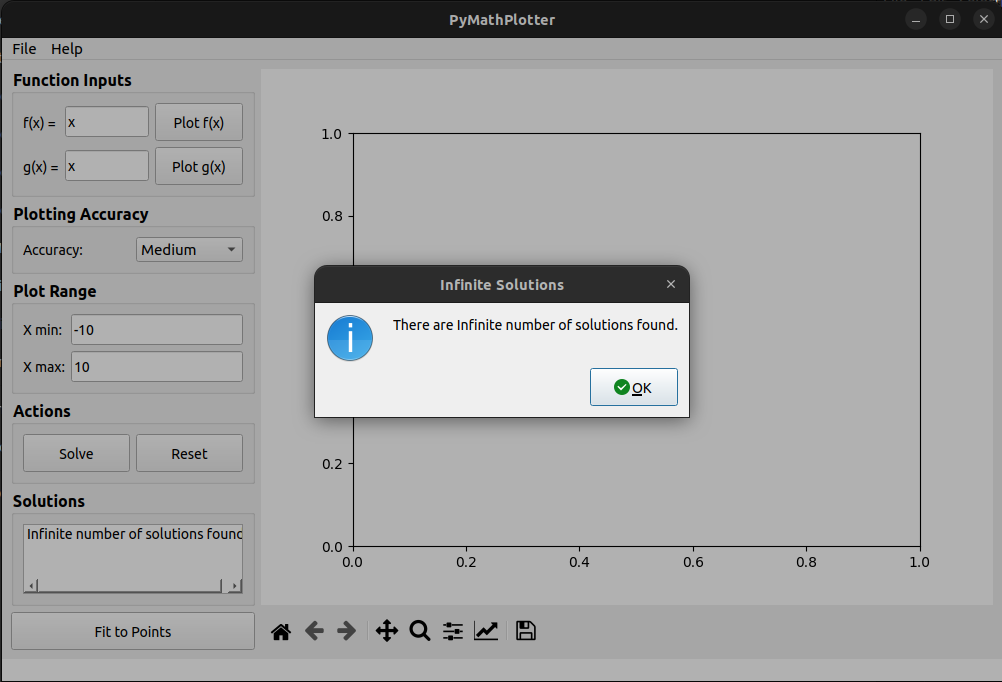 PyMathPlotter
File Help
Function Inputs
f(x) = x Plot f(x)
g(x) = x Plot g(x)
Plotting Accuracy
Accuracy: Medium
Plot Range
X min: -10
X max: 10
Actions
Solve Reset
Solutions
Infinite number of solutions found
Fit to Points
1.0
0.8
0.2
0.0
0.0 0.2 0.4 0.6 0.8 1.0
Infinite Solutions
There are Infinite number of solutions found.
OK